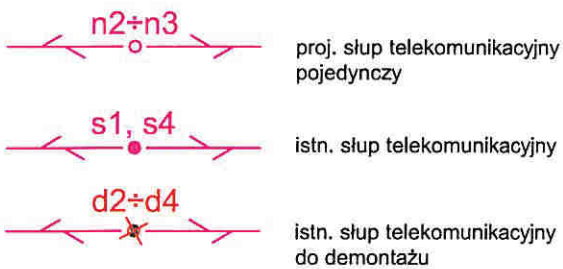 n2÷n3
proj. słup telekomunikacyjny
pojedynczy
s1, s4
istn. słup telekomunikacyjny
d2÷d4
istn. słup telekomunikacyjny
do demontażu